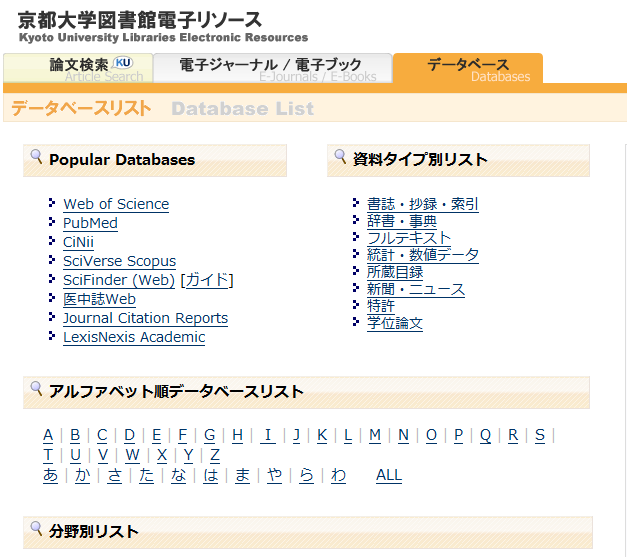 京都大学図書館電子リソース
Kyoto University Libraries Electronic Resources
論文検索 KU
Article Search
電子ジャーナル / 電子ブック
E-Journals / E-Books
データベース
Databases
データベースリスト Database List
Popular Databases
Web of Science
PubMed
CiNii
SciVerse Scopus
SciFinder (Web) [ガイド]
医中誌Web
Journal Citation Reports
LexisNexis Academic
資料タイプ別リスト
書誌・抄録・索引
辞書・事典
フルテキスト
統計・数値データ
所蔵目録
新聞・ニュース
特許
学位論文
アルファベット順データベースリスト
A | B | C | D | E | F | G | H | I | J | K | L | M | N | O | P | Q | R | S |
T | U | V | W | X | Y | Z
あ | か | さ | た | な | は | ま | や | ら | わ ALL
分野別リスト